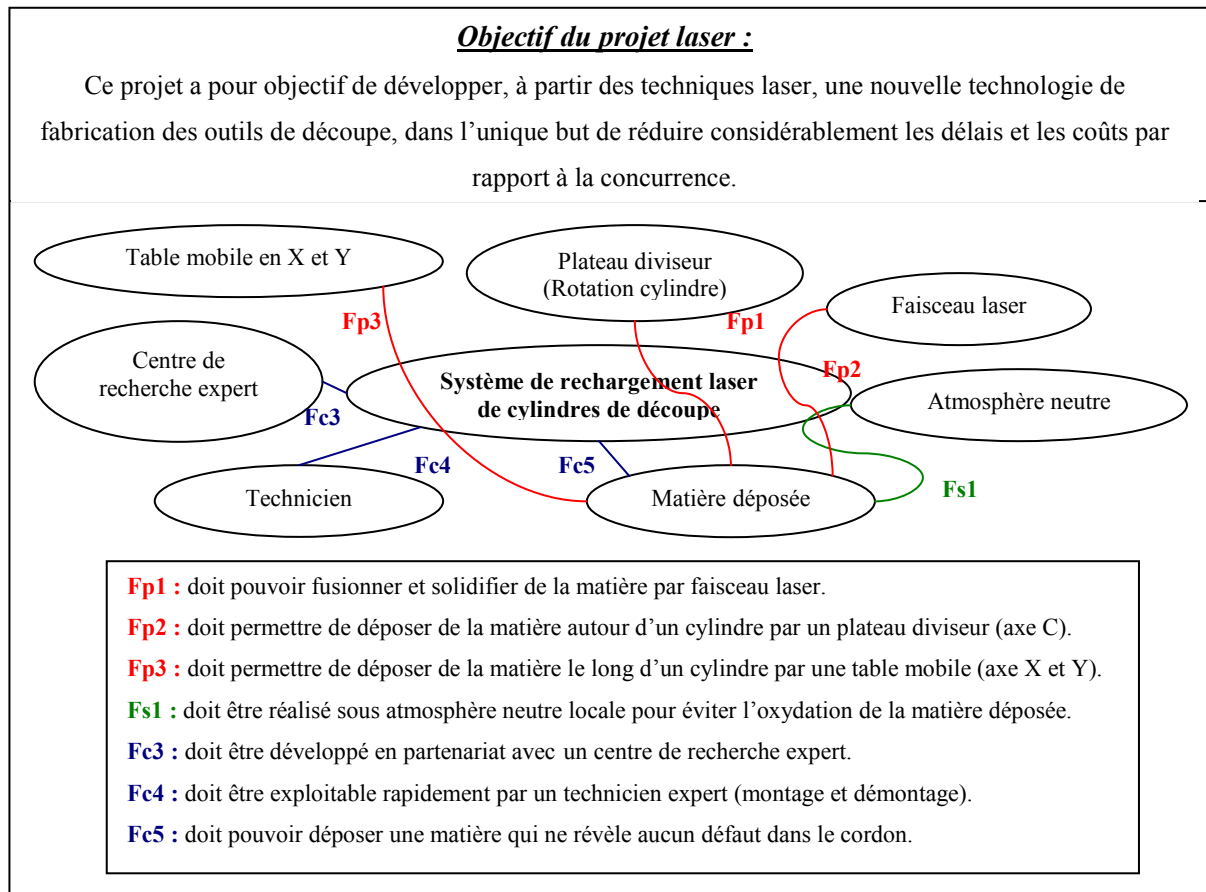 Objectif du projet laser :
Ce projet a pour objectif de développer, à partir des techniques laser, une nouvelle technologie de
fabrication des outils de découpe, dans l’unique but de réduire considérablement les délais et les coûts par
rapport à la concurrence.
Table mobile en X et Y
Plateau diviseur
(Rotation cylindre)
Faisceau laser
Fp3
Fp1
Centre de
recherche expert
Système de rechargement laser
de cylindres de découpe
Fp2
Atmosphère neutre
Fc3
Fc4
Fc5
Technicien
Matière déposée
Fs1
Fp1 : doit pouvoir fusionner et solidifier de la matière par faisceau laser.
Fp2 : doit permettre de déposer de la matière autour d’un cylindre par un plateau diviseur (axe C).
Fp3 : doit permettre de déposer de la matière le long d’un cylindre par une table mobile (axe X et Y).
Fs1 : doit être réalisé sous atmosphère neutre locale pour éviter l’oxydation de la matière déposée.
Fc3 : doit être développé en partenariat avec un centre de recherche expert.
Fc4 : doit être exploitable rapidement par un technicien expert (montage et démontage).
Fc5 : doit pouvoir déposer une matière qui ne révèle aucun défaut dans le cordon.